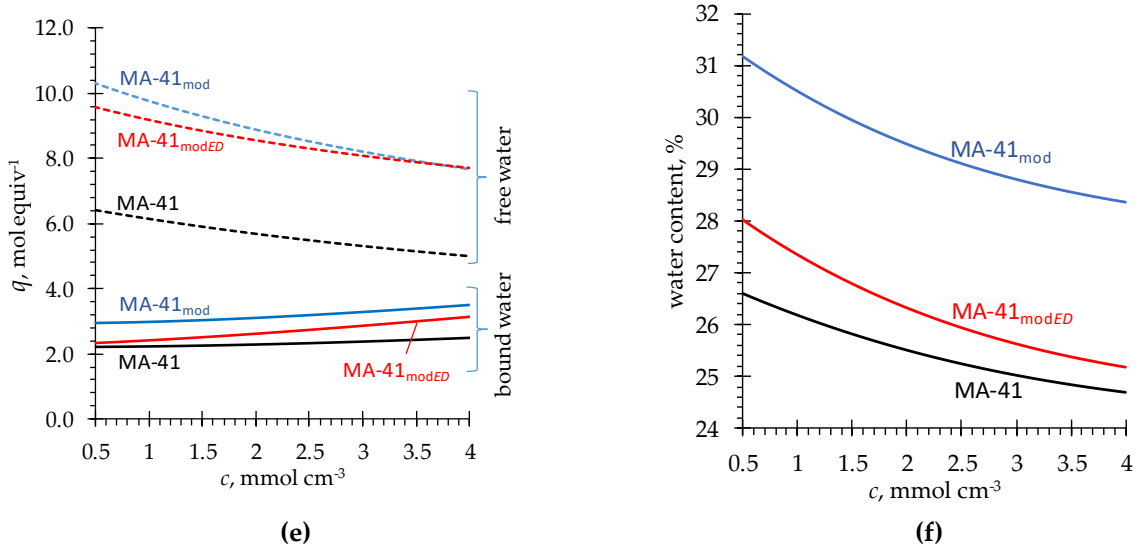 12.0
10.0
8.0
6.0
4.0
2.0
0.0
q, mol equiv-1
MA-41mod
MA-41modED
MA-41
free water
MA-41mod
MA-41
MA-41modED
bound water
0.5 1 1.5 2 2.5 3 3.5 4
c, mmol cm-3
(e)
32
31
30
29
28
27
26
25
24
water content, %
MA-41mod
MA-41modED
MA-41
0.5 1 1.5 2 2.5 3 3.5 4
c, mmol cm-3
(f)